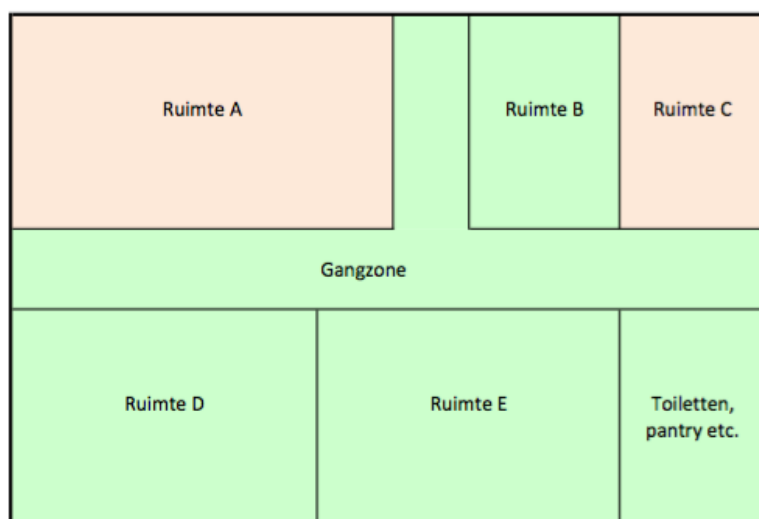 Ruimte A
Ruimte B
Ruimte C
Gangzone
Ruimte D
Ruimte E
Toiletten,
pantry etc.